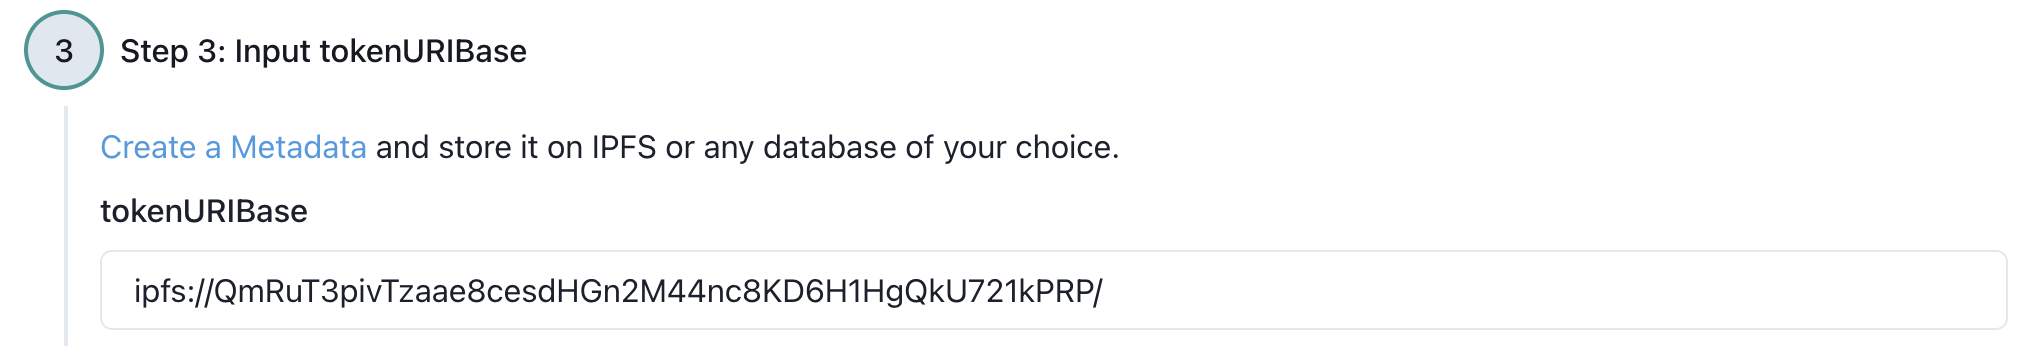 3
Step 3: Input tokenURIBase
Create a Metadata and store it on IPFS or any database of your choice.
tokenURIBase
ipfs://QmRuT3pivTzaae8cesdHGn2M44nc8KD6H1HgQkU721kPRP/